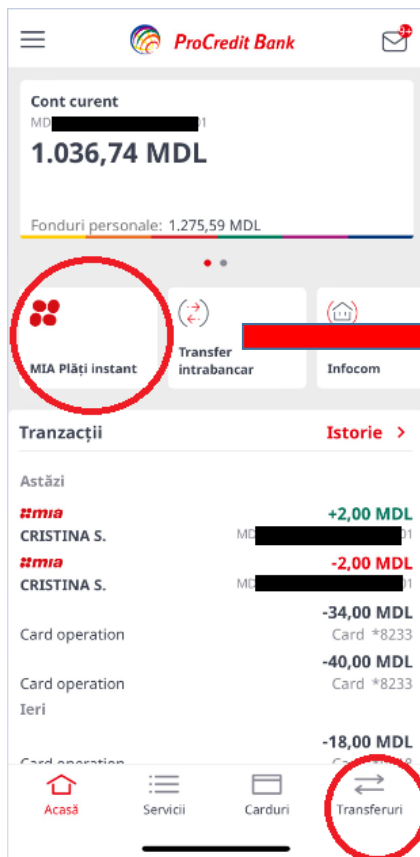 ProCredit Bank
9+
Cont curent
MD 1
1.036,74 MDL
Fonduri personale: 1.275,59 MDL
MIA Plăți instant
Transfer
intrabancar
Infocom
Tranzacții
Istorie >
Astăzi
mia +2,00 MDL
CRISTINA S. MD 01
mia -2,00 MDL
CRISTINA S. MD 01
-34,00 MDL
Card operation Card *8233
-40,00 MDL
Card operation Card *8233
Ieri
-18,00 MDL
Card operation
Acasă
Servicii
Carduri
Transferuri